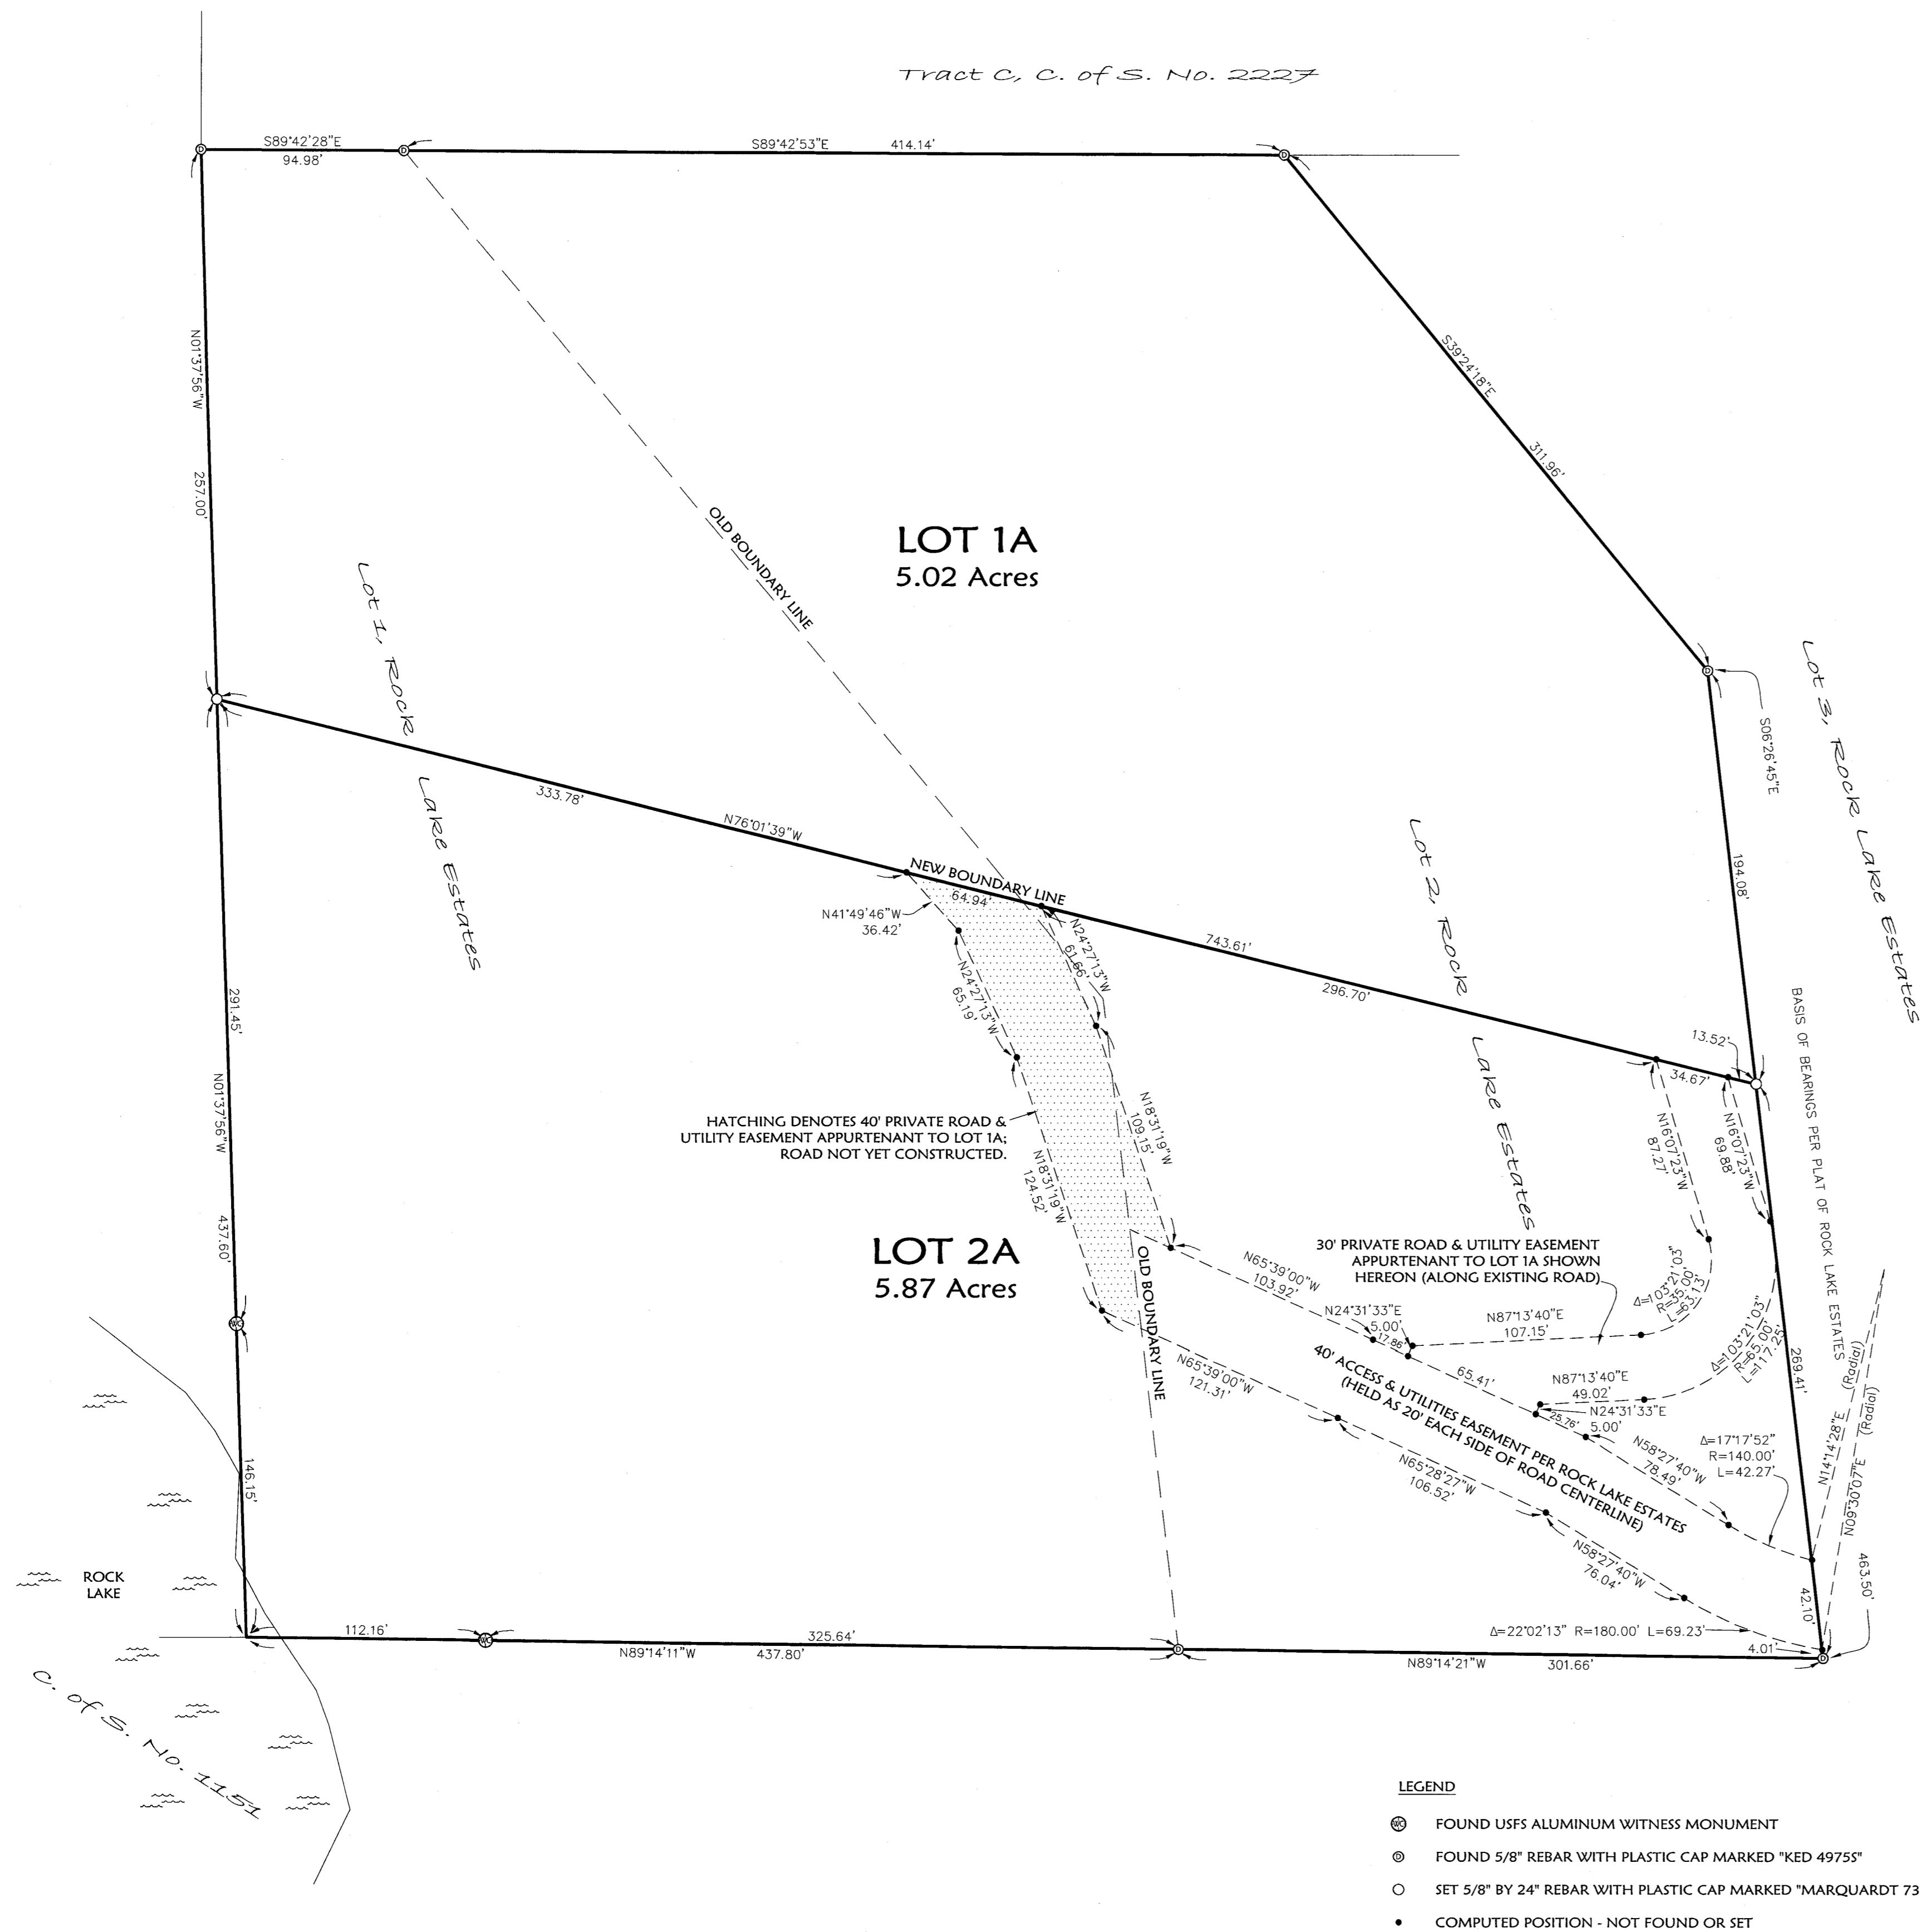 Tract C, C. of S. No. 2227
S89°42'28"E
94.98'
S89°42'53"E 414.14'
N01°37'56"W
257.00'
S39°24'18"E
311.96'
OLD BOUNDARY LINE
LOT 1A
5.02 Acres
Lot 1, Rock Lake Estates
Lot 3, Rock Lake Estates
S06°26'45"E
194.08'
333.78'
N76°01'39"W
NEW BOUNDARY LINE
64.94'
N41°49'46"W
36.42'
N24°27'13"W
61.66'
743.61'
296.70'
Lot 2, Rock Lake Estates
13.52'
34.67'
N24°27'13"W
65.19'
291.45'
N01°37'56"W
437.60'
HATCHING DENOTES 40' PRIVATE ROAD &
UTILITY EASEMENT APPURTENANT TO LOT 1A;
ROAD NOT YET CONSTRUCTED.
N18°31'19"W
109.15'
N18°31'19"W
124.52'
N16°07'23"W
87.27'
N16°07'23"W
69.88'
BASIS OF BEARINGS PER PLAT OF ROCK LAKE ESTATES
LOT 2A
5.87 Acres
OLD BOUNDARY LINE
30' PRIVATE ROAD & UTILITY EASEMENT
APPURTENANT TO LOT 1A SHOWN
HEREON (ALONG EXISTING ROAD)
N65°39'00"W
103.92'
N24°31'33"E
5.00'
17.86'
N87°13'40"E
107.15'
Δ=103°21'03"
R=35.00'
L=63.13'
Δ=103°21'03"
R=65.00'
L=117.25'
269.41'
N65°39'00"W
121.31'
65.41'
N87°13'40"E
49.02'
N24°31'33"E
5.00'
25.76'
40' ACCESS & UTILITIES EASEMENT PER ROCK LAKE ESTATES
(HELD AS 20' EACH SIDE OF ROAD CENTERLINE)
N58°27'40"W
78.49'
Δ=17°17'52"
R=140.00'
L=42.27'
N14°14'28"E (Radial)
N09°30'07"E (Radial)
N65°28'27"W
106.52'
N58°27'40"W
76.04'
463.50'
42.10'
146.15'
ROCK
LAKE
112.16'
325.64'
N89°14'11"W 437.80'
Δ=22°02'13" R=180.00' L=69.23'
4.01'
N89°14'21"W 301.66'
C. of S. No. 1151
LEGEND
WC FOUND USFS ALUMINUM WITNESS MONUMENT
D FOUND 5/8" REBAR WITH PLASTIC CAP MARKED "KED 4975S"
SET 5/8" BY 24" REBAR WITH PLASTIC CAP MARKED "MARQUARDT 73
COMPUTED POSITION - NOT FOUND OR SET